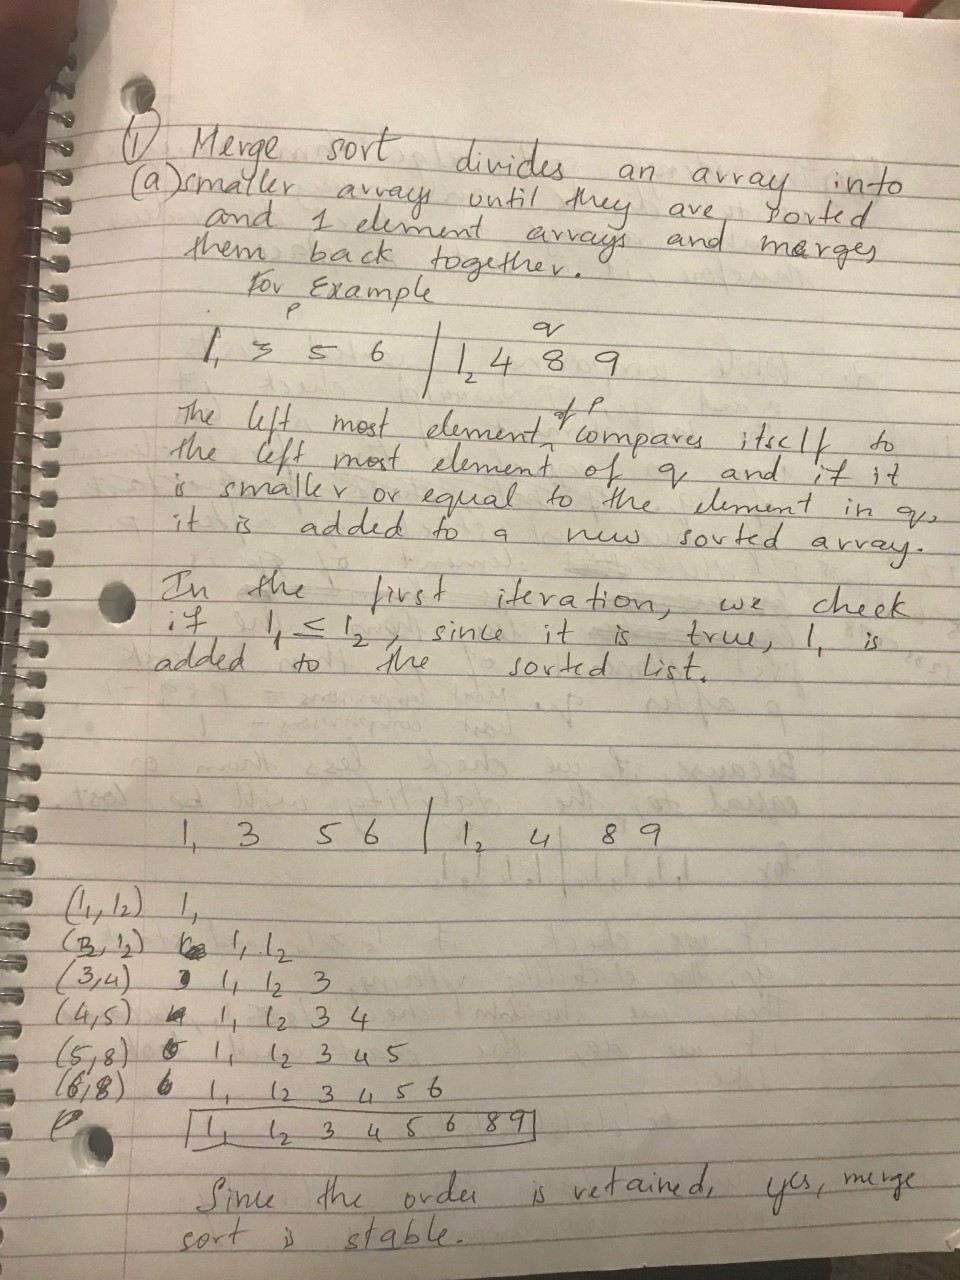 ① Merge sort divides an array into
(a) smaller arrays until they are sorted
and 1 element arrays and merges
them back together.
For Example
p q
1₁ 3 5 6 | 1₂ 4 8 9
The left most element of p compares itself to
the left most element of q and if it
is smaller or equal to the element in q,
it is added to a new sorted array.
In the first iteration, we check
if 1₁ ≤ 1₂, since it is true, 1₁ is
added to the sorted list.
1₁ 3 5 6 | 1₂ 4 8 9
(1₁, 1₂) 1₁
(3, 1₂) 1₁ 1₂
(3,4) 1₁ 1₂ 3
(4,5) 1₁ 1₂ 3 4
(5,8) 1₁ 1₂ 3 4 5
(6,8) 1₁ 1₂ 3 4 5 6
1₁ 1₂ 3 4 5 6 8 9
Since the order is retained, yes, merge
sort is stable.